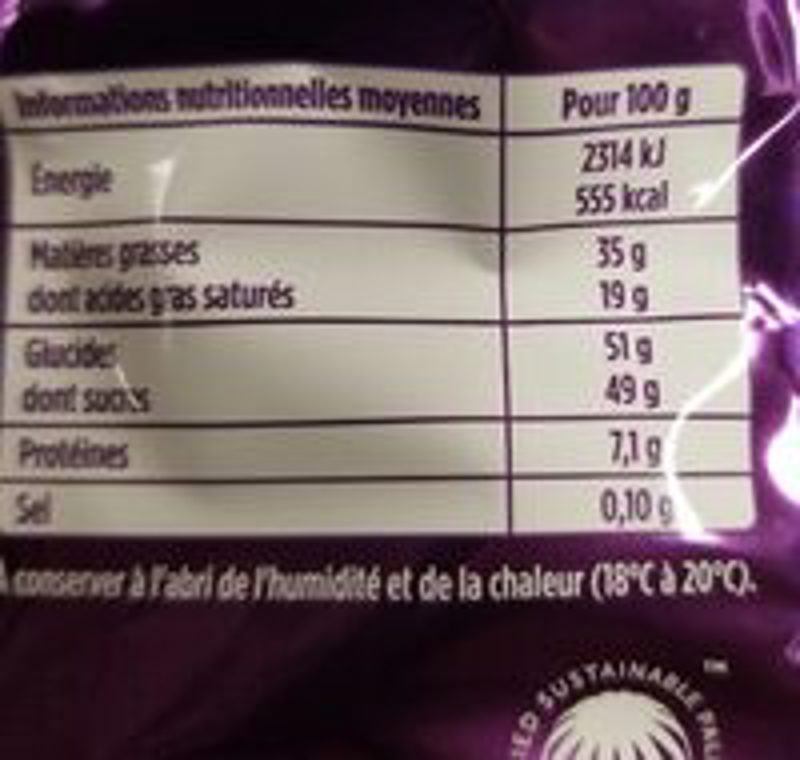 Informations nutritionnelles moyennes Pour 100 g
Énergie 2314 kJ
555 kcal
Matières grasses 35 g
dont acides gras saturés 19 g
Glucides 51 g
dont sucres 49 g
Protéines 7,1 g
Sel 0,10 g
A conserver à l'abri de l'humidité et de la chaleur (18°C à 20°C).
SUSTAINABLE ™